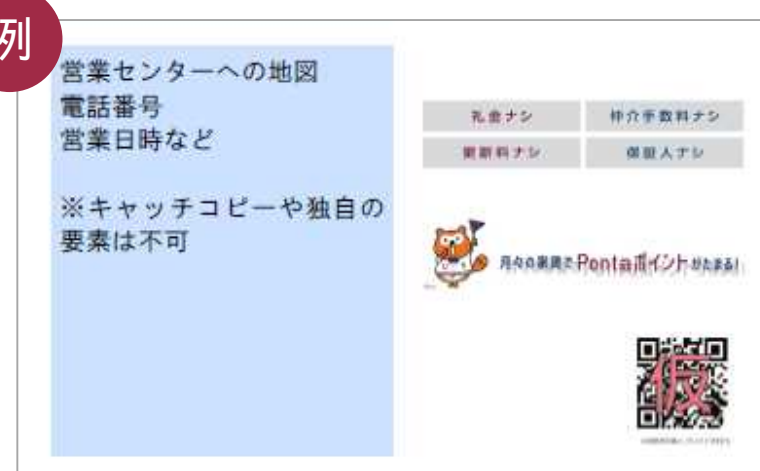 例
営業センターへの地図
電話番号
営業日時など
※キャッチコピーや独自の
要素は不可
礼金ナシ
仲介手数料ナシ
更新料ナシ
保証人ナシ
月々の家賃でPontaポイントがたまる!
仮